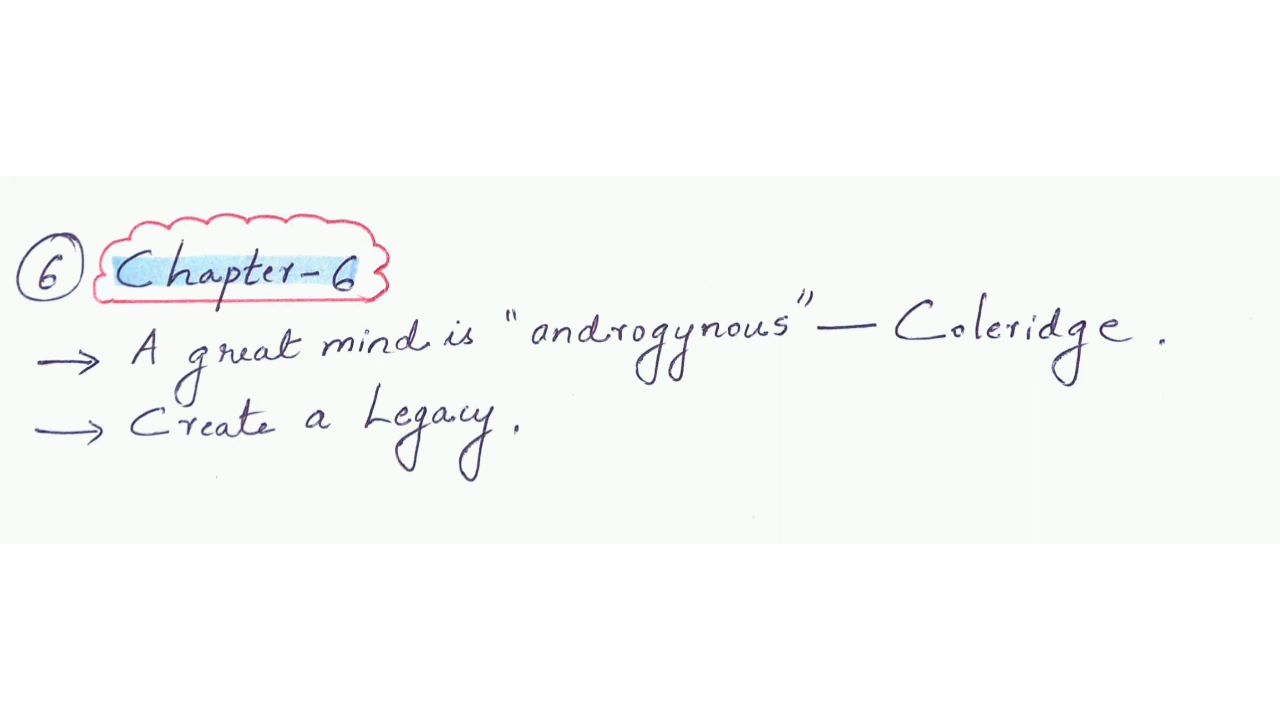 ⑥ Chapter-6
→ A great mind is "androgynous" — Coleridge.
→ Create a Legacy.